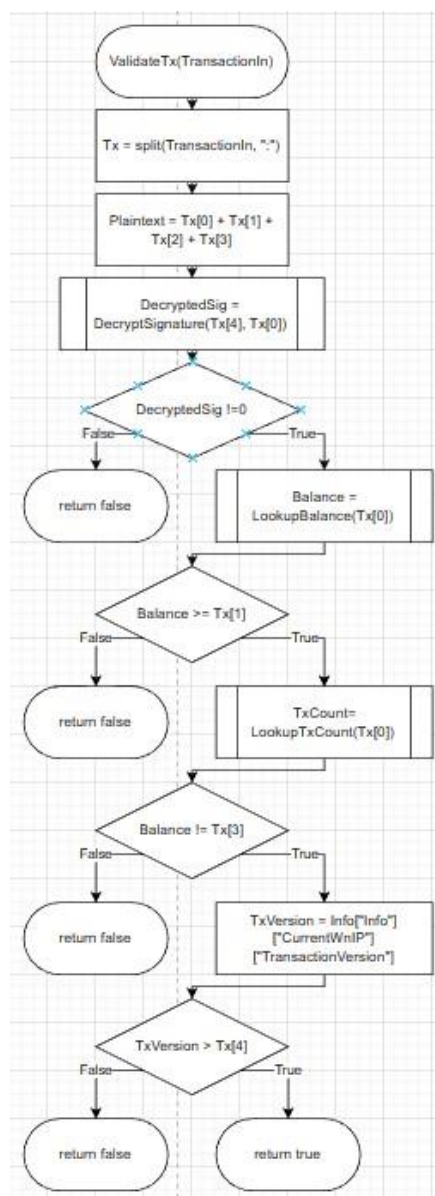 ValidateTx(TransactionIn)
Tx = split(TransactionIn, ":")
Plaintext = Tx[0] + Tx[1] +
Tx[2] + Tx[3]
DecryptedSig =
DecryptSignature(Tx[4], Tx[0])
DecryptedSig !=0
False
True
return false
Balance =
LookupBalance(Tx[0])
Balance >= Tx[1]
False
True
return false
TxCount=
LookupTxCount(Tx[0])
Balance != Tx[3]
False
True
return false
TxVersion = Info["Info"]
["CurrentWnIP"]
["TransactionVersion"]
TxVersion > Tx[4]
False
True
return false
return true